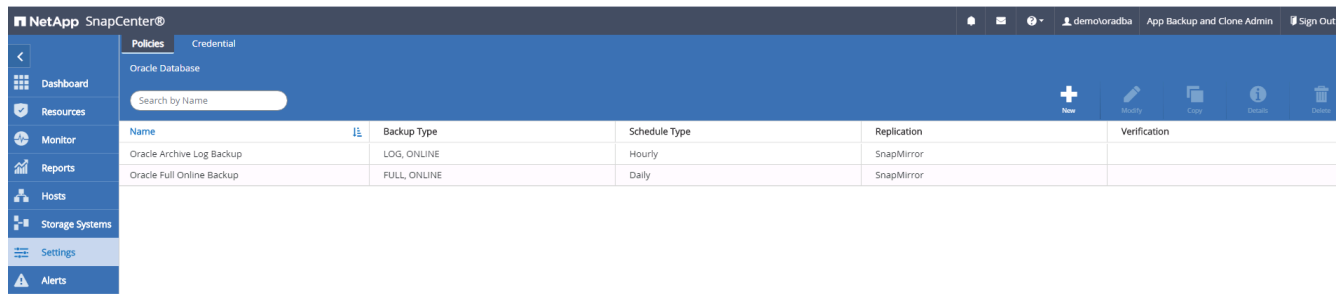 NetApp SnapCenter®
demo\oradba App Backup and Clone Admin Sign Out
Policies Credential
Oracle Database
Search by Name
New Modify Copy Details Delete
Dashboard
Resources
Monitor
Reports
Hosts
Storage Systems
Settings
Alerts
Name Backup Type Schedule Type Replication Verification
Oracle Archive Log Backup LOG, ONLINE Hourly SnapMirror
Oracle Full Online Backup FULL, ONLINE Daily SnapMirror